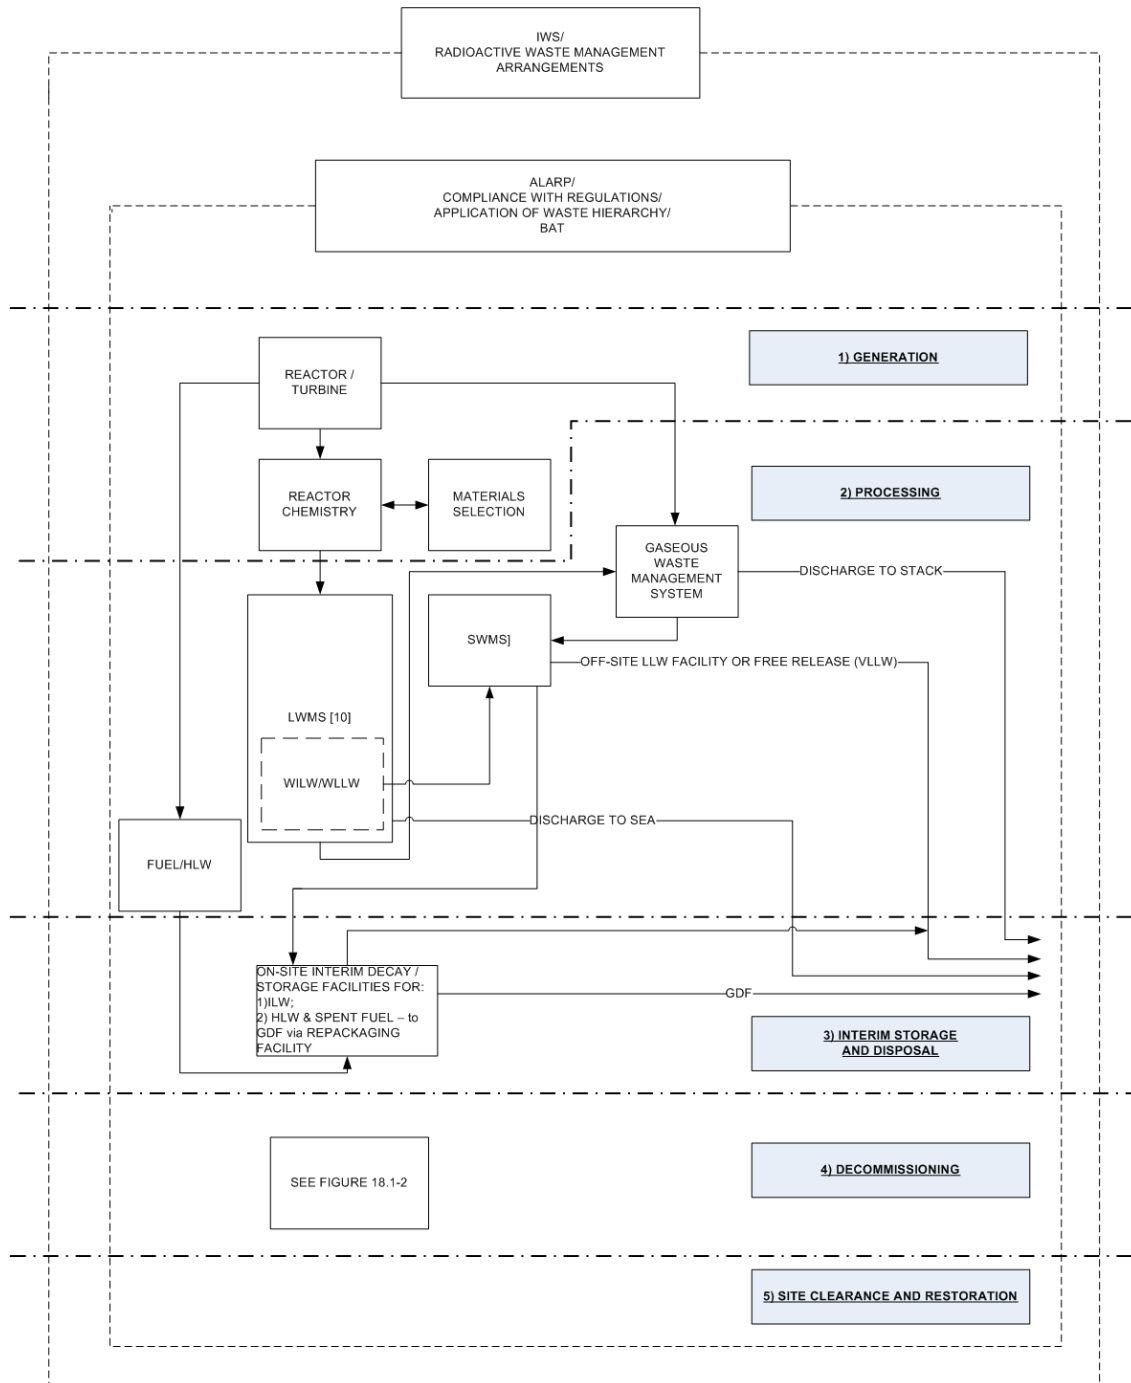 IWS/
RADIOACTIVE WASTE MANAGEMENT
ARRANGEMENTS
ALARP/
COMPLIANCE WITH REGULATIONS/
APPLICATION OF WASTE HIERARCHY/
BAT
1) GENERATION
REACTOR /
TURBINE
REACTOR
CHEMISTRY
MATERIALS
SELECTION
2) PROCESSING
GASEOUS
WASTE
MANAGEMENT
SYSTEM
DISCHARGE TO STACK
SWMS]
OFF-SITE LLW FACILITY OR FREE RELEASE (VLLW)
LWMS [10]
WILW/WLLW
DISCHARGE TO SEA
FUEL/HLW
ON-SITE INTERIM DECAY /
STORAGE FACILITIES FOR:
1)ILW;
2) HLW & SPENT FUEL – to
GDF via REPACKAGING
FACILITY
GDF
3) INTERIM STORAGE
AND DISPOSAL
SEE FIGURE 18.1-2
4) DECOMMISSIONING
5) SITE CLEARANCE AND RESTORATION